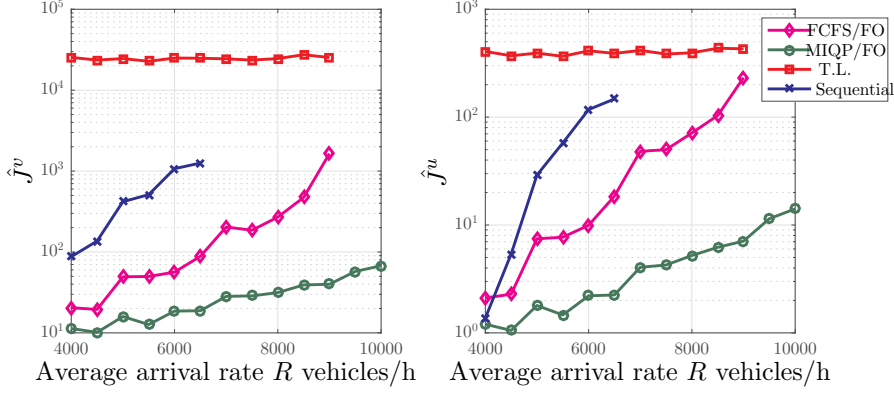 10^5
10^4
10^3
10^2
10^1
Ĵ^v
4000 6000 8000 10000
Average arrival rate R vehicles/h
10^3
10^2
10^1
10^0
Ĵ^u
4000 6000 8000 10000
Average arrival rate R vehicles/h
FCFS/FO
MIQP/FO
T.L.
Sequential